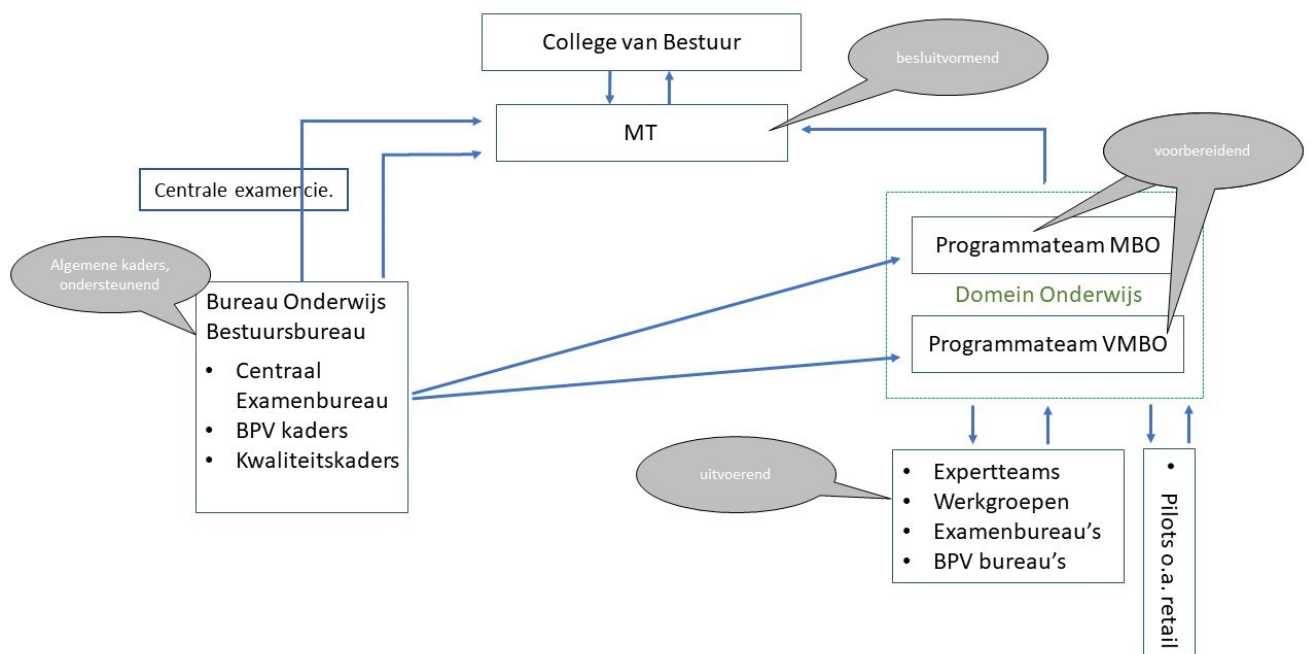 College van Bestuur
besluitvormend
MT
voorbereidend
Centrale examencie.
Programmateam MBO
Algemene kaders,
ondersteunend
Domein Onderwijs
Bureau Onderwijs
Bestuursbureau
Programmateam VMBO
• Centraal
Examenbureau
• BPV kaders
• Kwaliteitskaders
uitvoerend
• Expertteams
• Werkgroepen
• Examenbureau's
• BPV bureau's
• Pilots o.a. retail